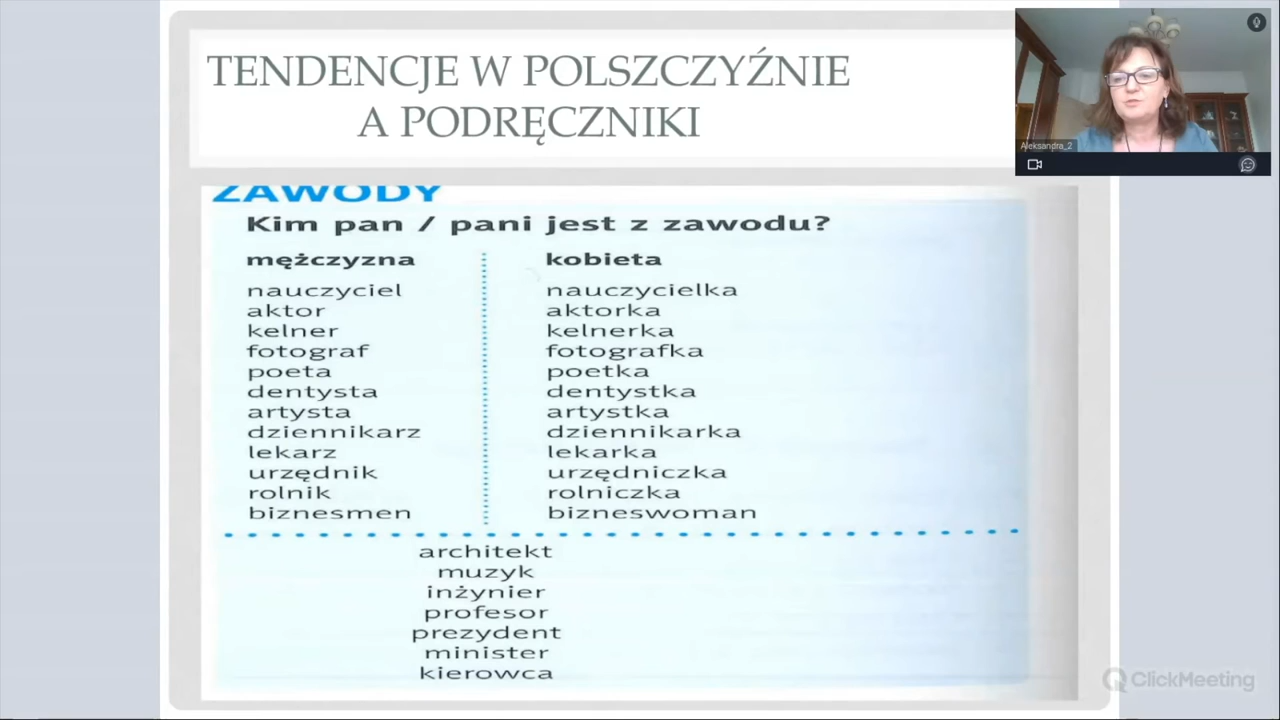 TENDENCJE W POLSZCZYŹNIE
A PODRĘCZNIKI
Aleksandra_2
ZAWODY
Kim pan / pani jest z zawodu?
mężczyzna kobieta
nauczyciel nauczycielka
aktor aktorka
kelner kelnerka
fotograf fotografka
poeta poetka
dentysta dentystka
artysta artystka
dziennikarz dziennikarka
lekarz lekarka
urzędnik urzędniczka
rolnik rolniczka
biznesmen bizneswoman
architekt
muzyk
inżynier
profesor
prezydent
minister
kierowca
ClickMeeting